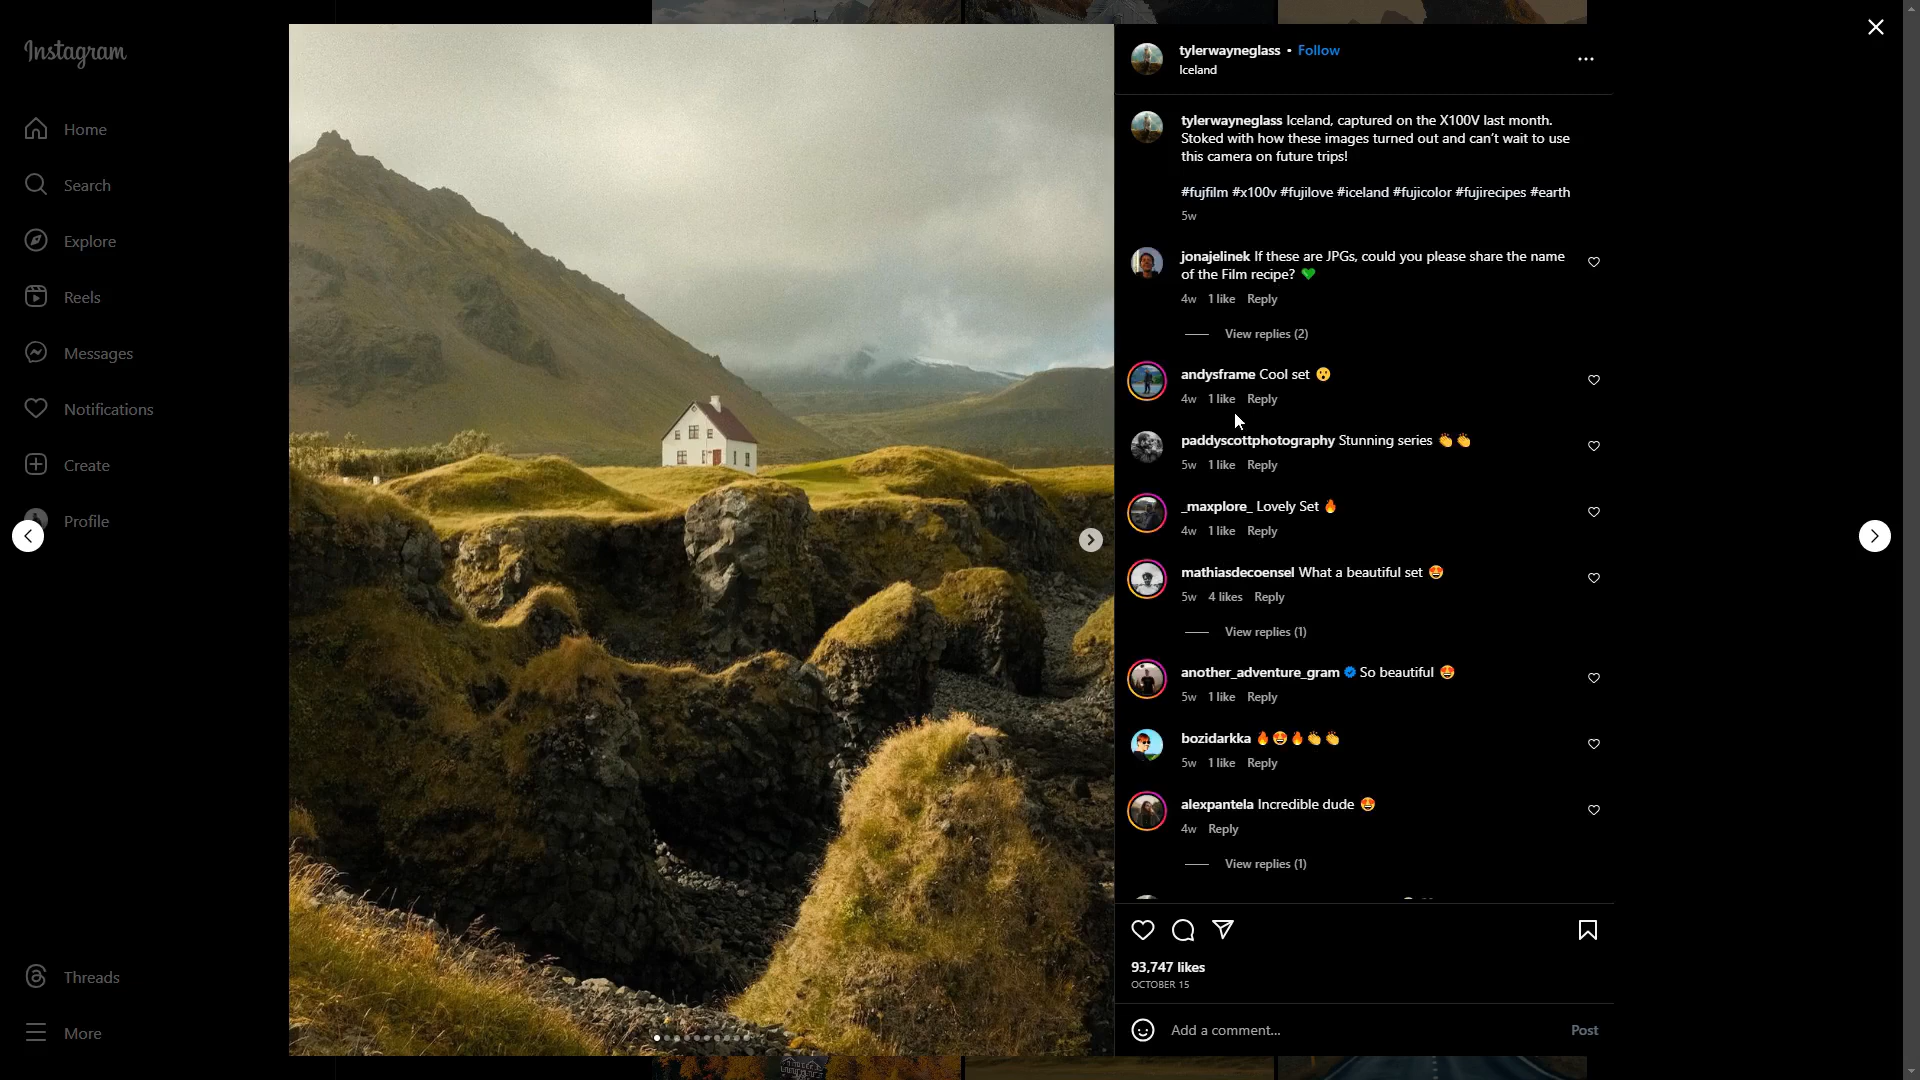 Instagram
Home
Search
Explore
Reels
Messages
Notifications
Create
Profile
Threads
More
tylerwayneglass • Follow
Iceland
tylerwayneglass Iceland, captured on the X100V last month.
Stoked with how these images turned out and can't wait to use
this camera on future trips!
#fujfilm #x100v #fujilove #iceland #fujicolor #fujirecipes #earth
5w
jonajelinek If these are JPGs, could you please share the name
of the Film recipe? 💚
4w 1 like Reply
View replies (2)
andysframe Cool set 😮
4w 1 like Reply
paddyscottphotography Stunning series 👏👏
5w 1 like Reply
_maxplore_ Lovely Set 🔥
4w 1 like Reply
mathiasdecoensel What a beautiful set 🤩
5w 4 likes Reply
View replies (1)
another_adventure_gram So beautiful 🤩
5w 1 like Reply
bozidarkka 🔥🤩🔥👏👏
5w 1 like Reply
alexpantela Incredible dude 🤩
4w Reply
View replies (1)
93,747 likes
OCTOBER 15
Add a comment...
Post